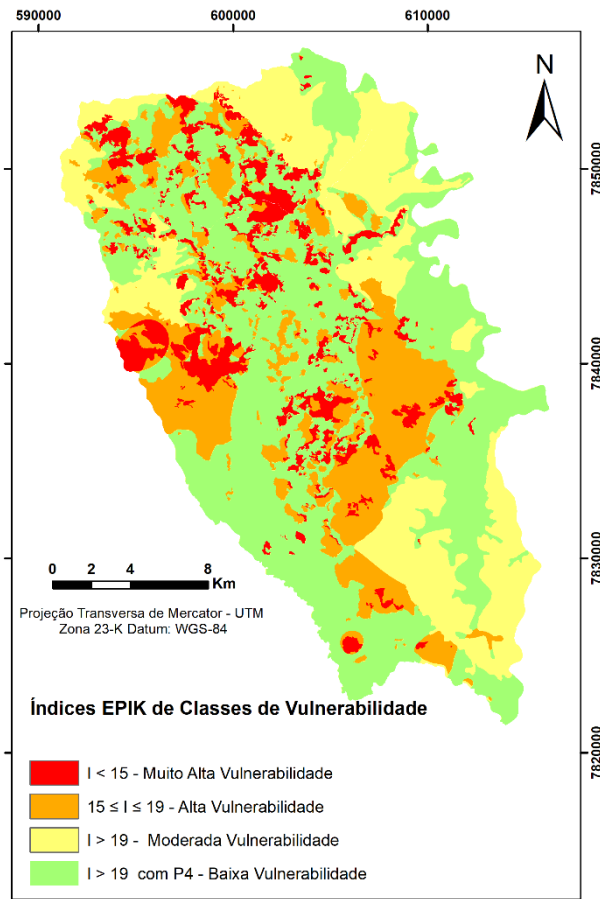 590000 600000 610000
N
7850000
7840000
7830000
7820000
0 2 4 8
Km
Projeção Transversa de Mercator - UTM
Zona 23-K Datum: WGS-84
Índices EPIK de Classes de Vulnerabilidade
I < 15 - Muito Alta Vulnerabilidade
15 ≤ I ≤ 19 - Alta Vulnerabilidade
I > 19 - Moderada Vulnerabilidade
I > 19 com P4 - Baixa Vulnerabilidade